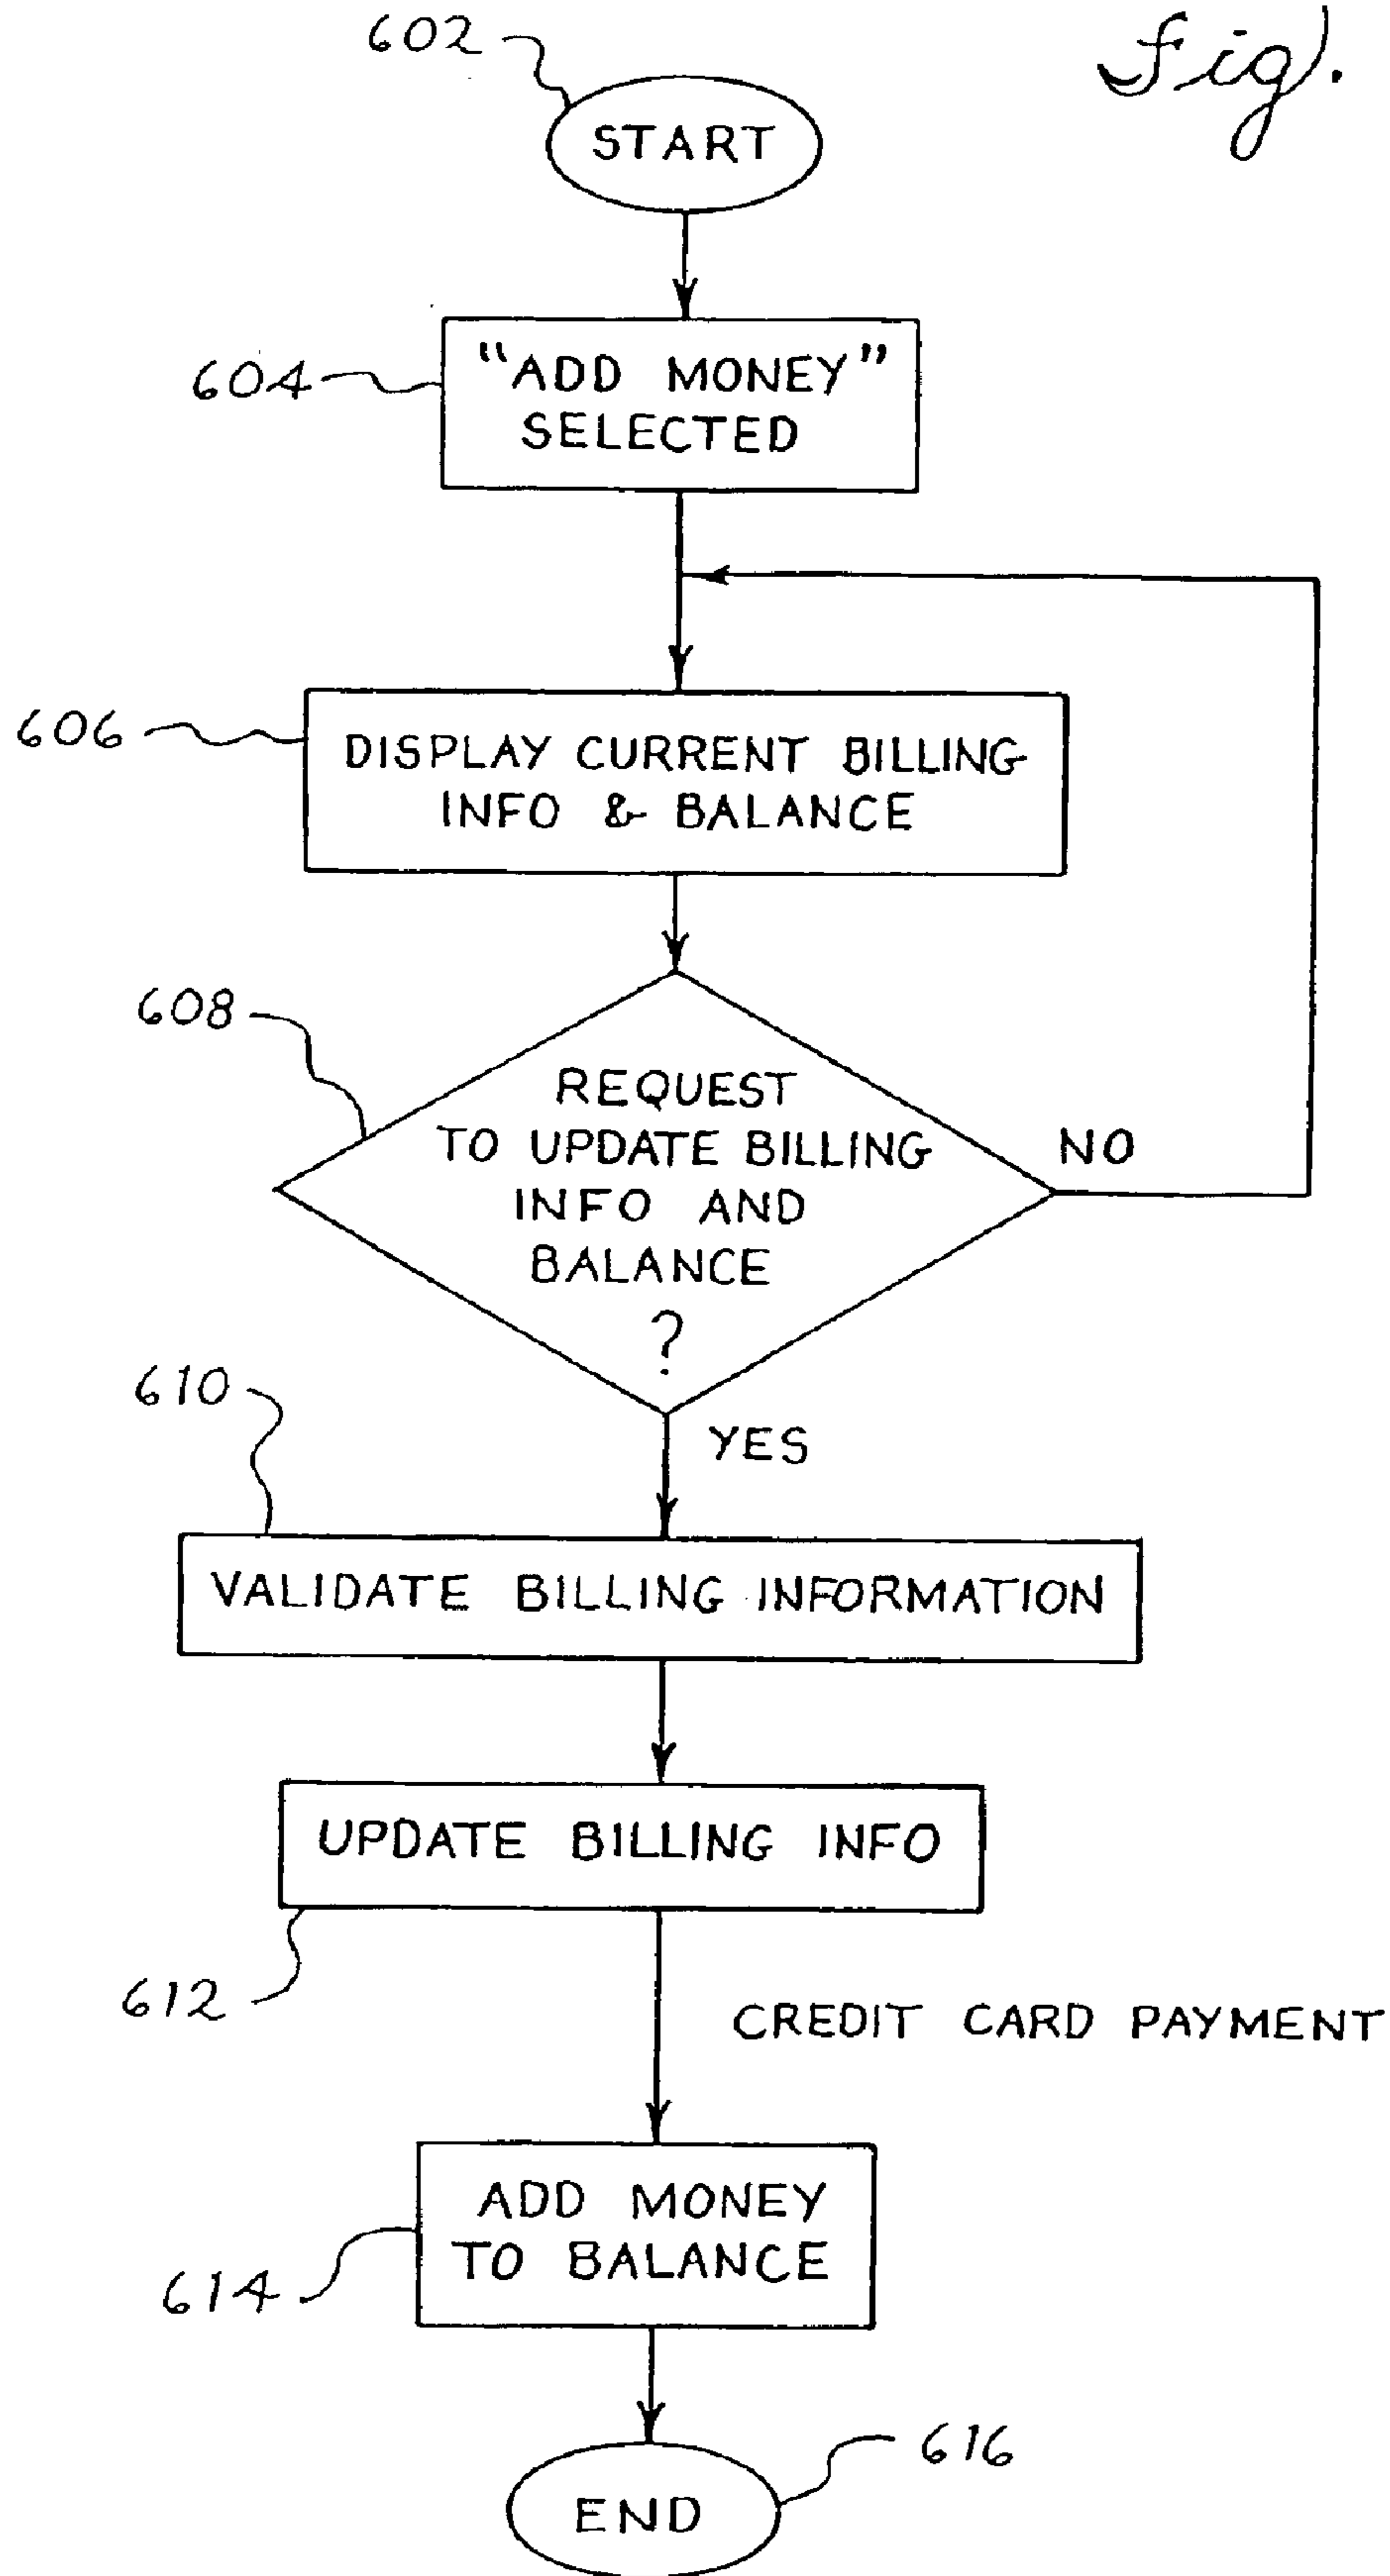 602
Fig.
START
604
"ADD MONEY"
SELECTED
606
DISPLAY CURRENT BILLING
INFO & BALANCE
608
REQUEST
TO UPDATE BILLING
INFO AND
BALANCE
?
NO
610
YES
VALIDATE BILLING INFORMATION
UPDATE BILLING INFO
612
CREDIT CARD PAYMENT
ADD MONEY
TO BALANCE
614
616
END